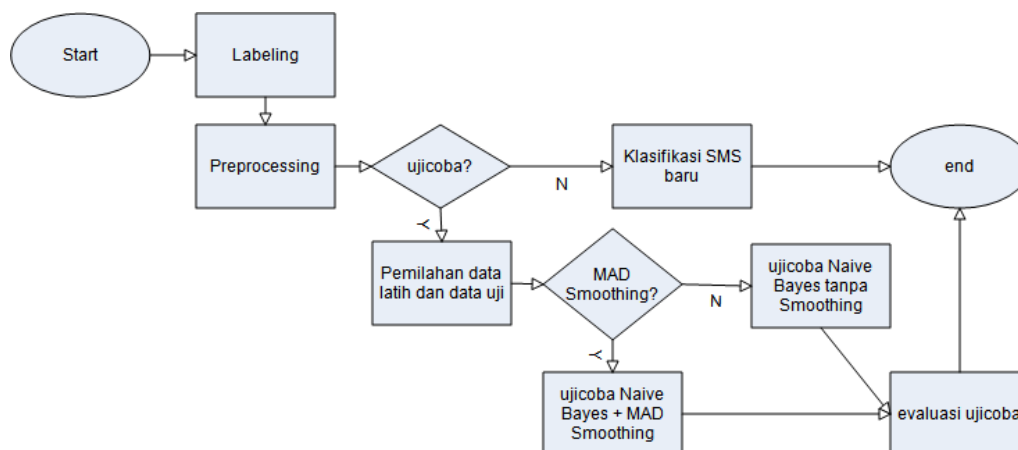 Start
Labeling
Preprocessing
ujicoba?
N
Klasifikasi SMS
baru
end
Y
Pemilahan data
latih dan data uji
MAD
Smoothing?
N
ujicoba Naive
Bayes tanpa
Smoothing
Y
ujicoba Naive
Bayes + MAD
Smoothing
evaluasi ujicoba